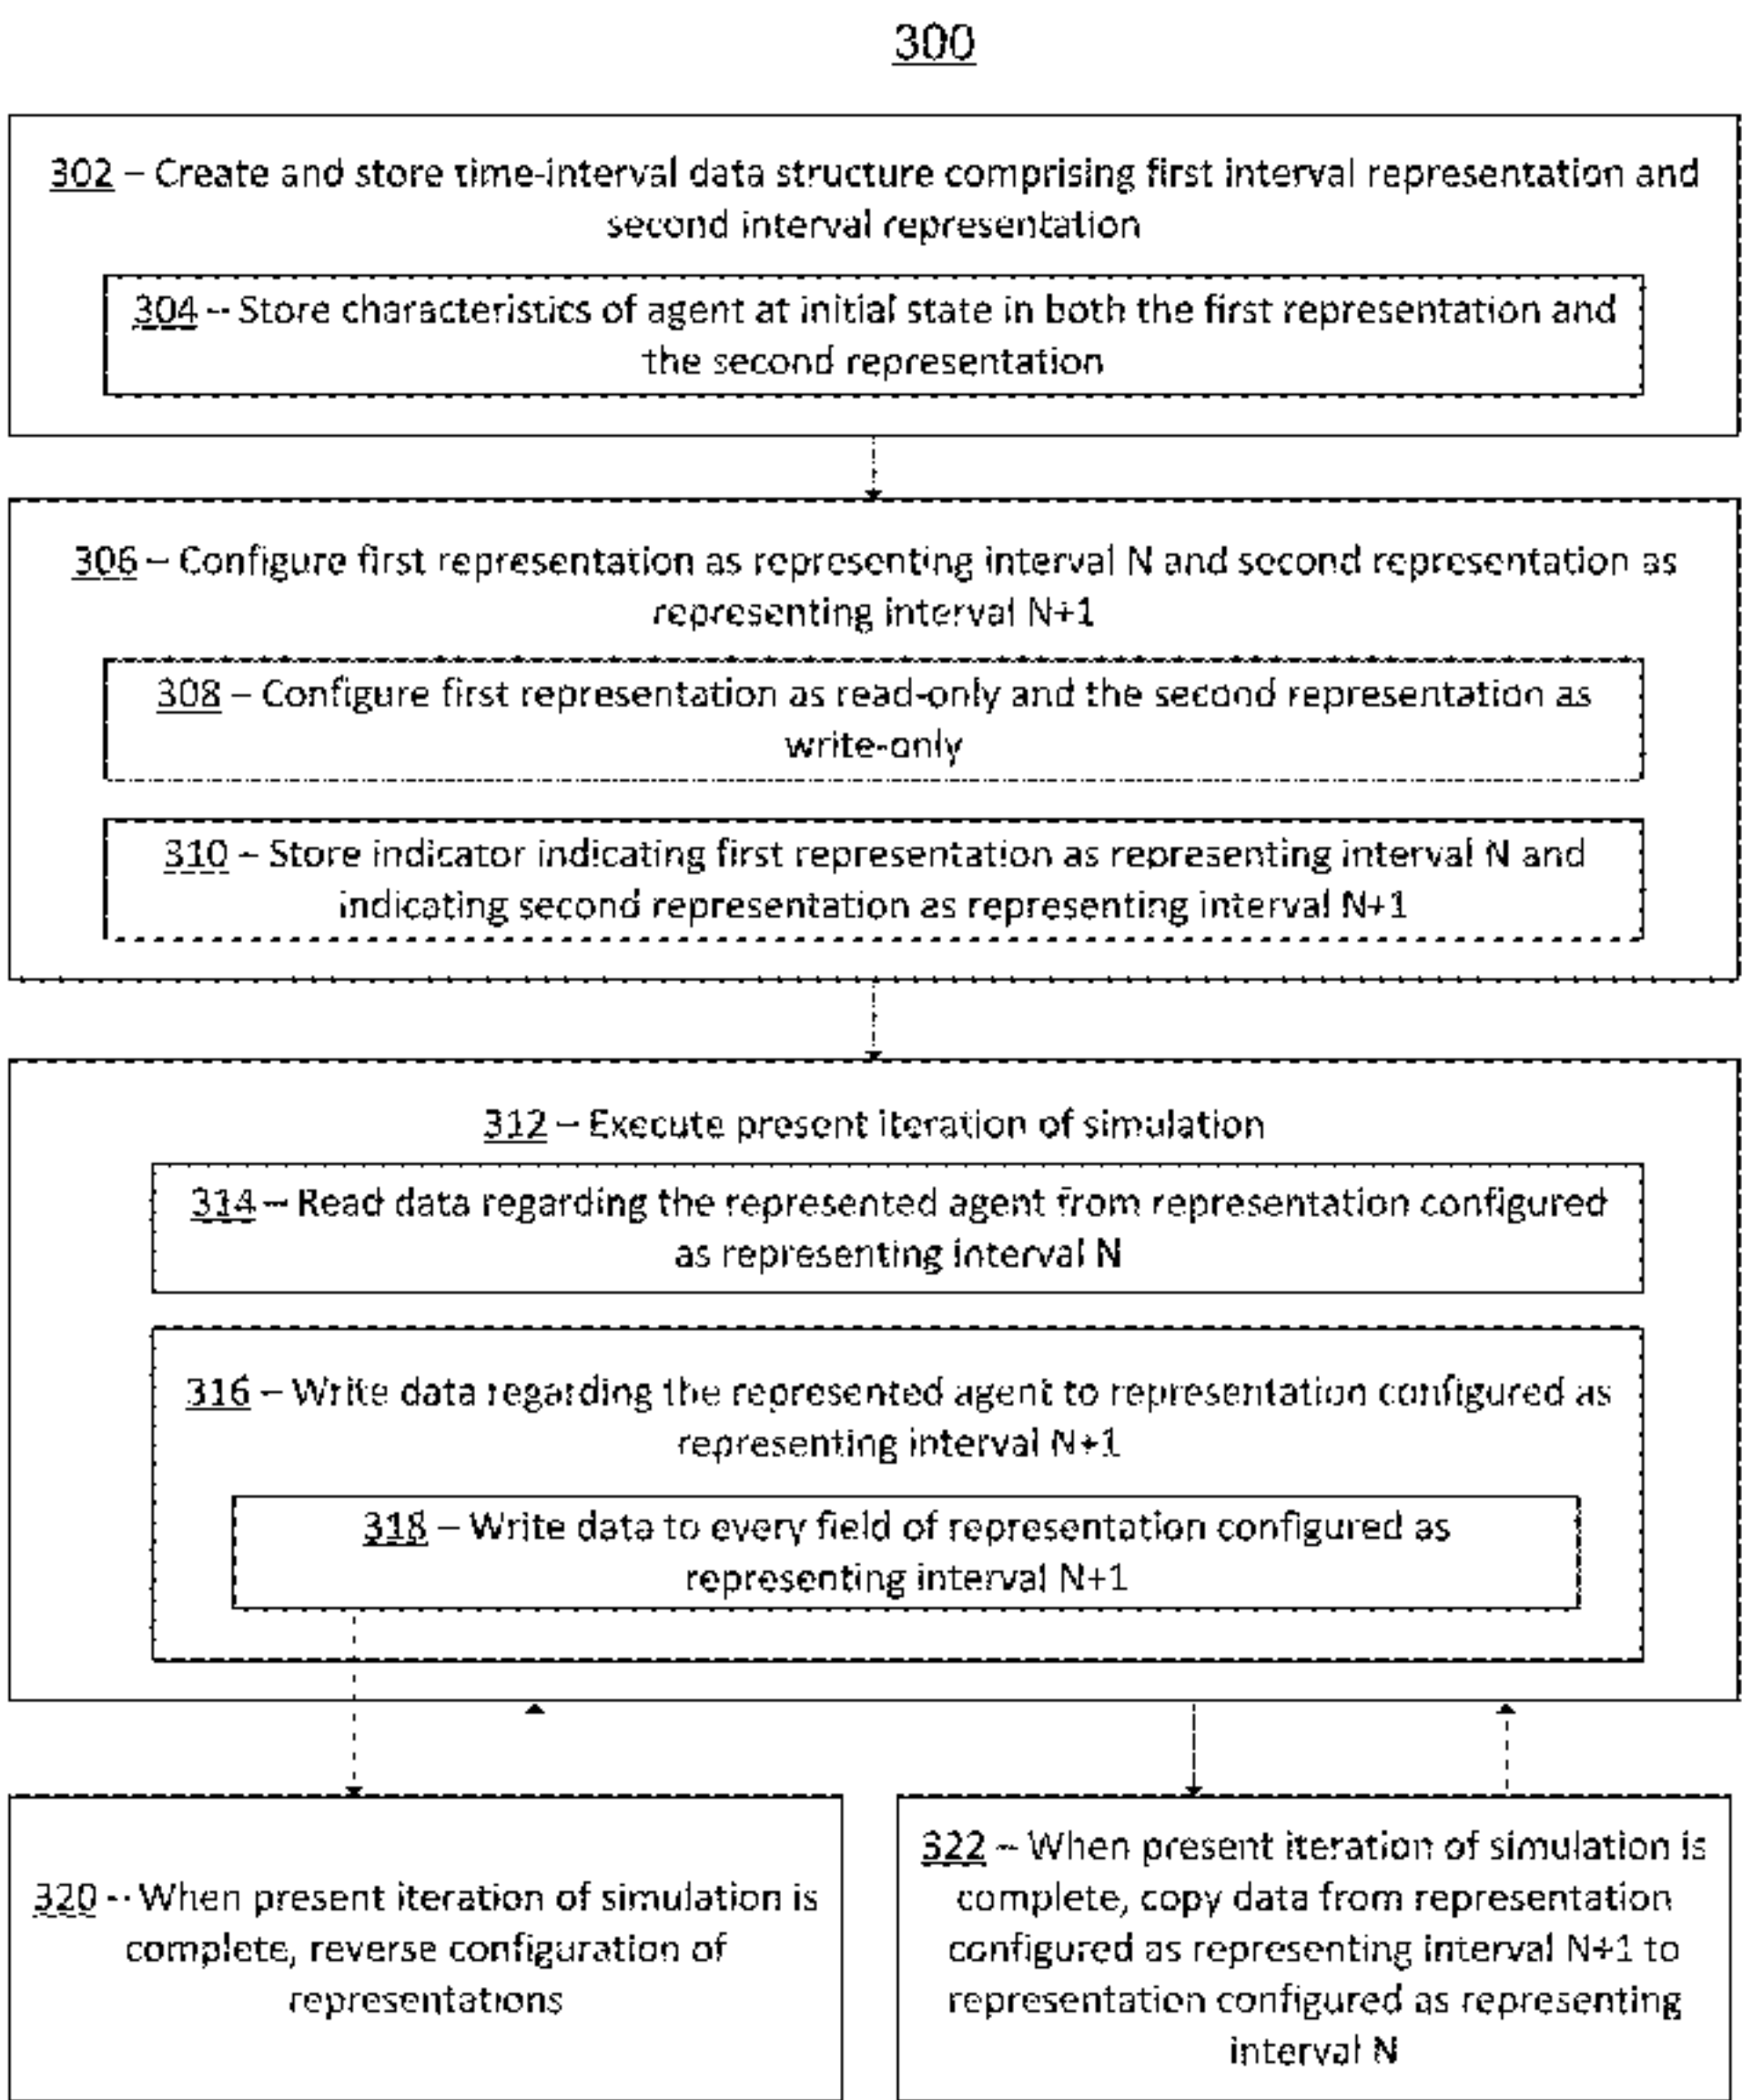 300
302 – Create and store time-interval data structure comprising first interval representation and
second interval representation
304 -- Store characteristics of agent at initial state in both the first representation and
the second representation
306 – Configure first representation as representing interval N and second representation as
representing interval N+1
308 – Configure first representation as read-only and the second representation as
write-only
310 – Store indicator indicating first representation as representing interval N and
indicating second representation as representing interval N+1
312 – Execute present iteration of simulation
314 – Read data regarding the represented agent from representation configured
as representing interval N
316 – Write data regarding the represented agent to representation configured as
representing interval N+1
318 – Write data to every field of representation configured as
representing interval N+1
320 -- When present iteration of simulation is
complete, reverse configuration of
representations
322 – When present iteration of simulation is
complete, copy data from representation
configured as representing interval N+1 to
representation configured as representing
interval N